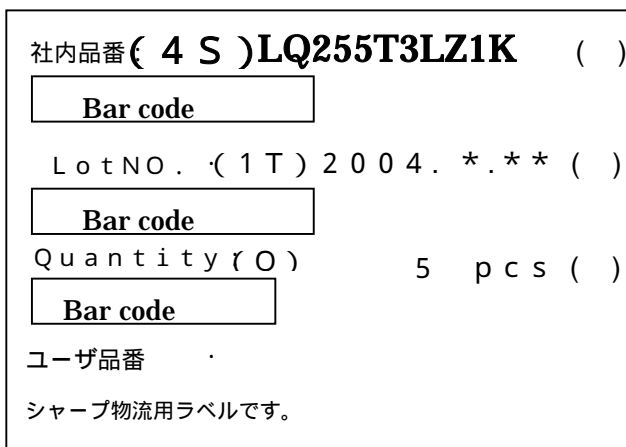 社内品番:(4S)LQ255T3LZ1K ( )
Bar code
LotNO. ・(1T)2004.*.** ( )
Bar code
Quantity:(Q) 5 pcs ( )
Bar code
ユーザ品番 ・
シャープ物流用ラベルです。